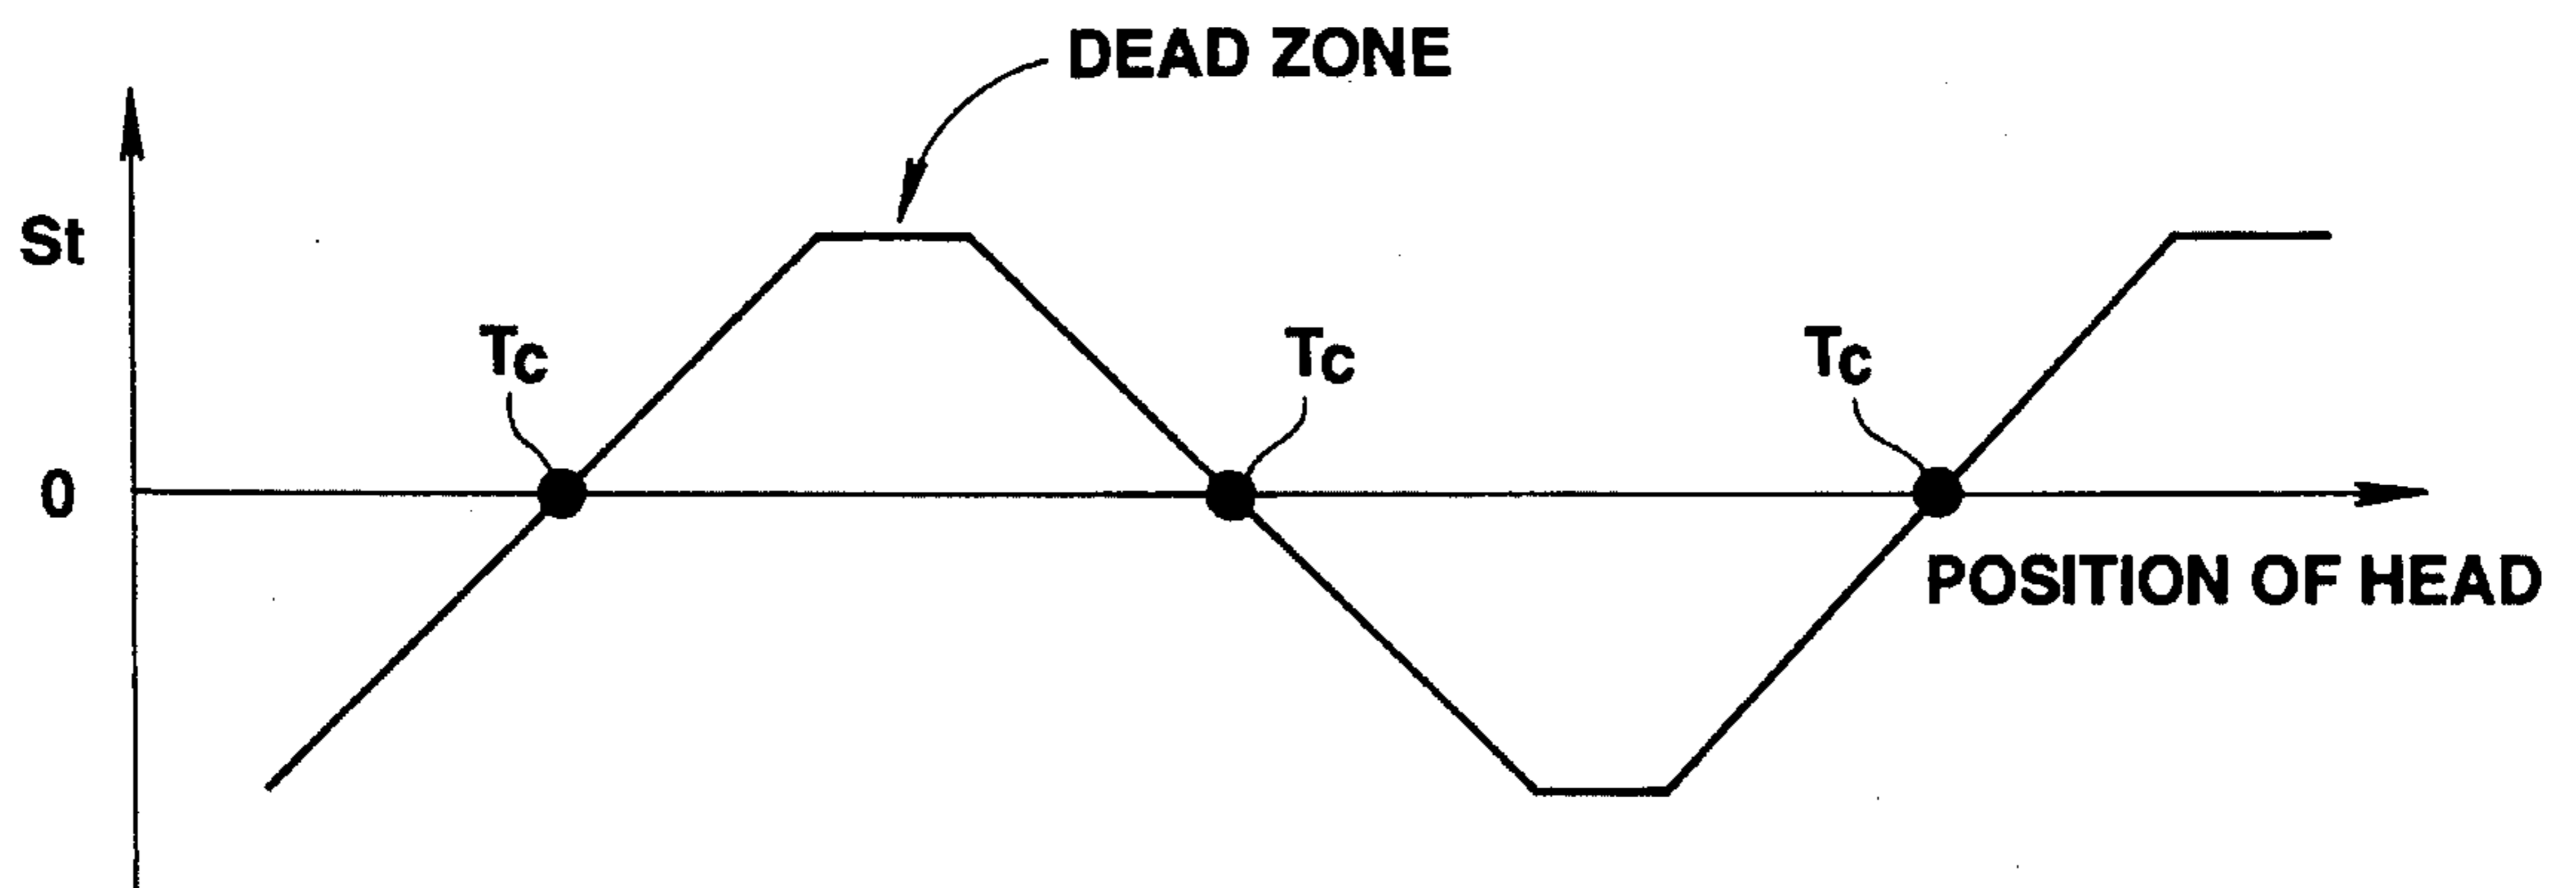 DEAD ZONE
St
Tc
Tc
Tc
0
POSITION OF HEAD